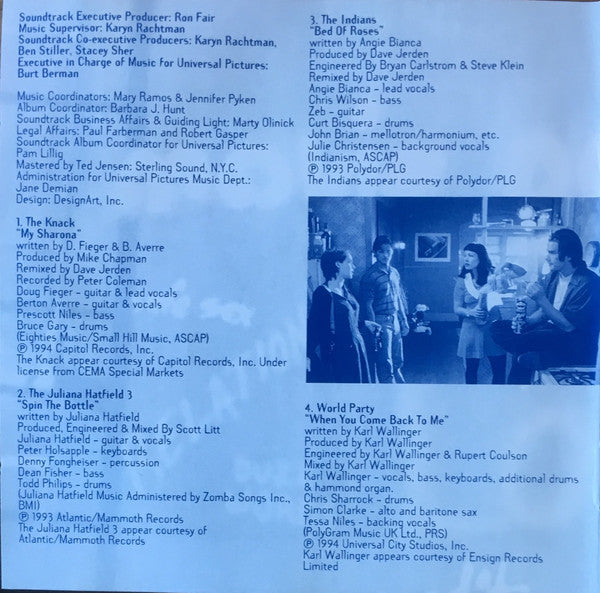 Soundtrack Executive Producer: Ron Fair
Music Supervisor: Karyn Rachtman
Soundtrack Co-executive Producers: Karyn Rachtman,
Ben Stiller, Stacey Sher
Executive in Charge of Music for Universal Pictures:
Burt Berman
Music Coordinators: Mary Ramos & Jennifer Pyken
Album Coordinator: Barbara J. Hunt
Soundtrack Business Affairs & Guiding Light: Marty Olinick
Legal Affairs: Paul Farberman and Robert Gasper
Soundtrack Album Coordinator for Universal Pictures:
Pam Lillig
Mastered by Ted Jensen: Sterling Sound, N.Y.C.
Administration for Universal Pictures Music Dept.:
Jane Demian
Design: DesignArt, Inc.
1. The Knack
"My Sharona"
written by D. Fieger & B. Averre
Produced by Mike Chapman
Remixed by Dave Jerden
Recorded by Peter Coleman
Doug Fieger - guitar & lead vocals
Berton Averre - guitar & vocals
Prescott Niles - bass
Bruce Gary - drums
(Eighties Music/Small Hill Music, ASCAP)
℗ 1994 Capitol Records, Inc.
The Knack appear courtesy of Capitol Records, Inc. Under
license from CEMA Special Markets
2. The Juliana Hatfield 3
"Spin The Bottle"
written by Juliana Hatfield
Produced, Engineered & Mixed By Scott Litt
Juliana Hatfield - guitar & vocals
Peter Holsapple - keyboards
Denny Fongheiser - percussion
Dean Fisher - bass
Todd Philips - drums
(Juliana Hatfield Music Administered by Zomba Songs Inc.,
BMI)
℗ 1993 Atlantic/Mammoth Records
The Juliana Hatfield 3 appear courtesy of
Atlantic/Mammoth Records
3. The Indians
"Bed Of Roses"
written by Angie Bianca
Produced by Dave Jerden
Engineered By Bryan Carlstrom & Steve Klein
Remixed by Dave Jerden
Angie Bianca - lead vocals
Chris Wilson - bass
Zeb - guitar
Curt Bisquera - drums
John Brian - mellotron/harmonium, etc.
Julie Christensen - background vocals
(Indianism, ASCAP)
℗ 1993 Polydor/PLG
The Indians appear courtesy of Polydor/PLG
4. World Party
"When You Come Back To Me"
written by Karl Wallinger
Produced by Karl Wallinger
Engineered by Karl Wallinger & Rupert Coulson
Mixed by Karl Wallinger
Karl Wallinger - vocals, bass, keyboards, additional drums
& hammond organ.
Chris Sharrock - drums
Simon Clarke - alto and baritone sax
Tessa Niles - backing vocals
(PolyGram Music UK Ltd., PRS)
℗ 1994 Universal City Studios, Inc.
Karl Wallinger appears courtesy of Ensign Records
Limited